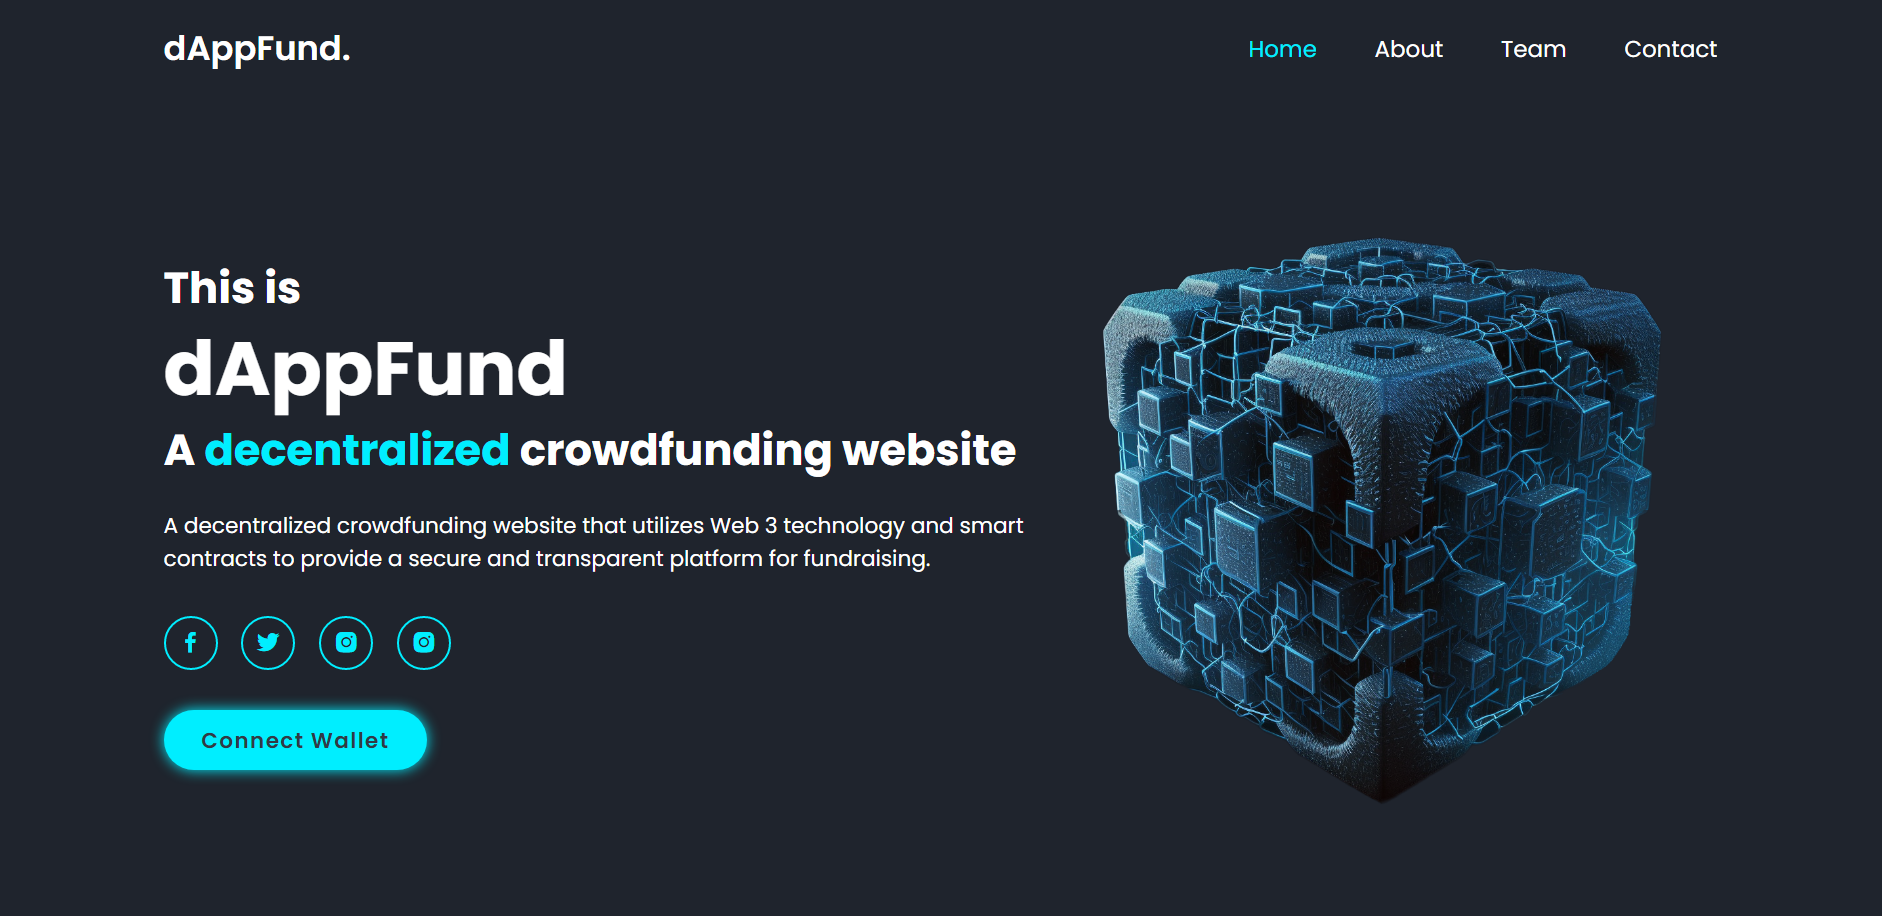 dAppFund.
Home
About
Team
Contact
This is
dAppFund
A decentralized crowdfunding website
A decentralized crowdfunding website that utilizes Web 3 technology and smart
contracts to provide a secure and transparent platform for fundraising.
Connect Wallet